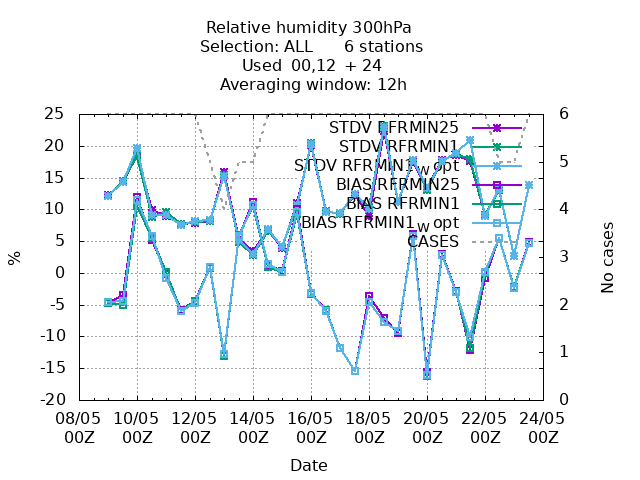 Relative humidity 300hPa
Selection: ALL 6 stations
Used 00,12 + 24
Averaging window: 12h
25
20
15
10
5
0
-5
-10
-15
-20
%
6
5
4
3
2
1
0
No cases
STDV RFRMIN25
STDV RFRMIN1
STDV RFRMIN1w opt
BIAS RFRMIN25
BIAS RFRMIN1
BIAS RFRMIN1w opt
CASES
08/05 10/05 12/05 14/05 16/05 18/05 20/05 22/05 24/05
00Z 00Z 00Z 00Z 00Z 00Z 00Z 00Z 00Z
Date